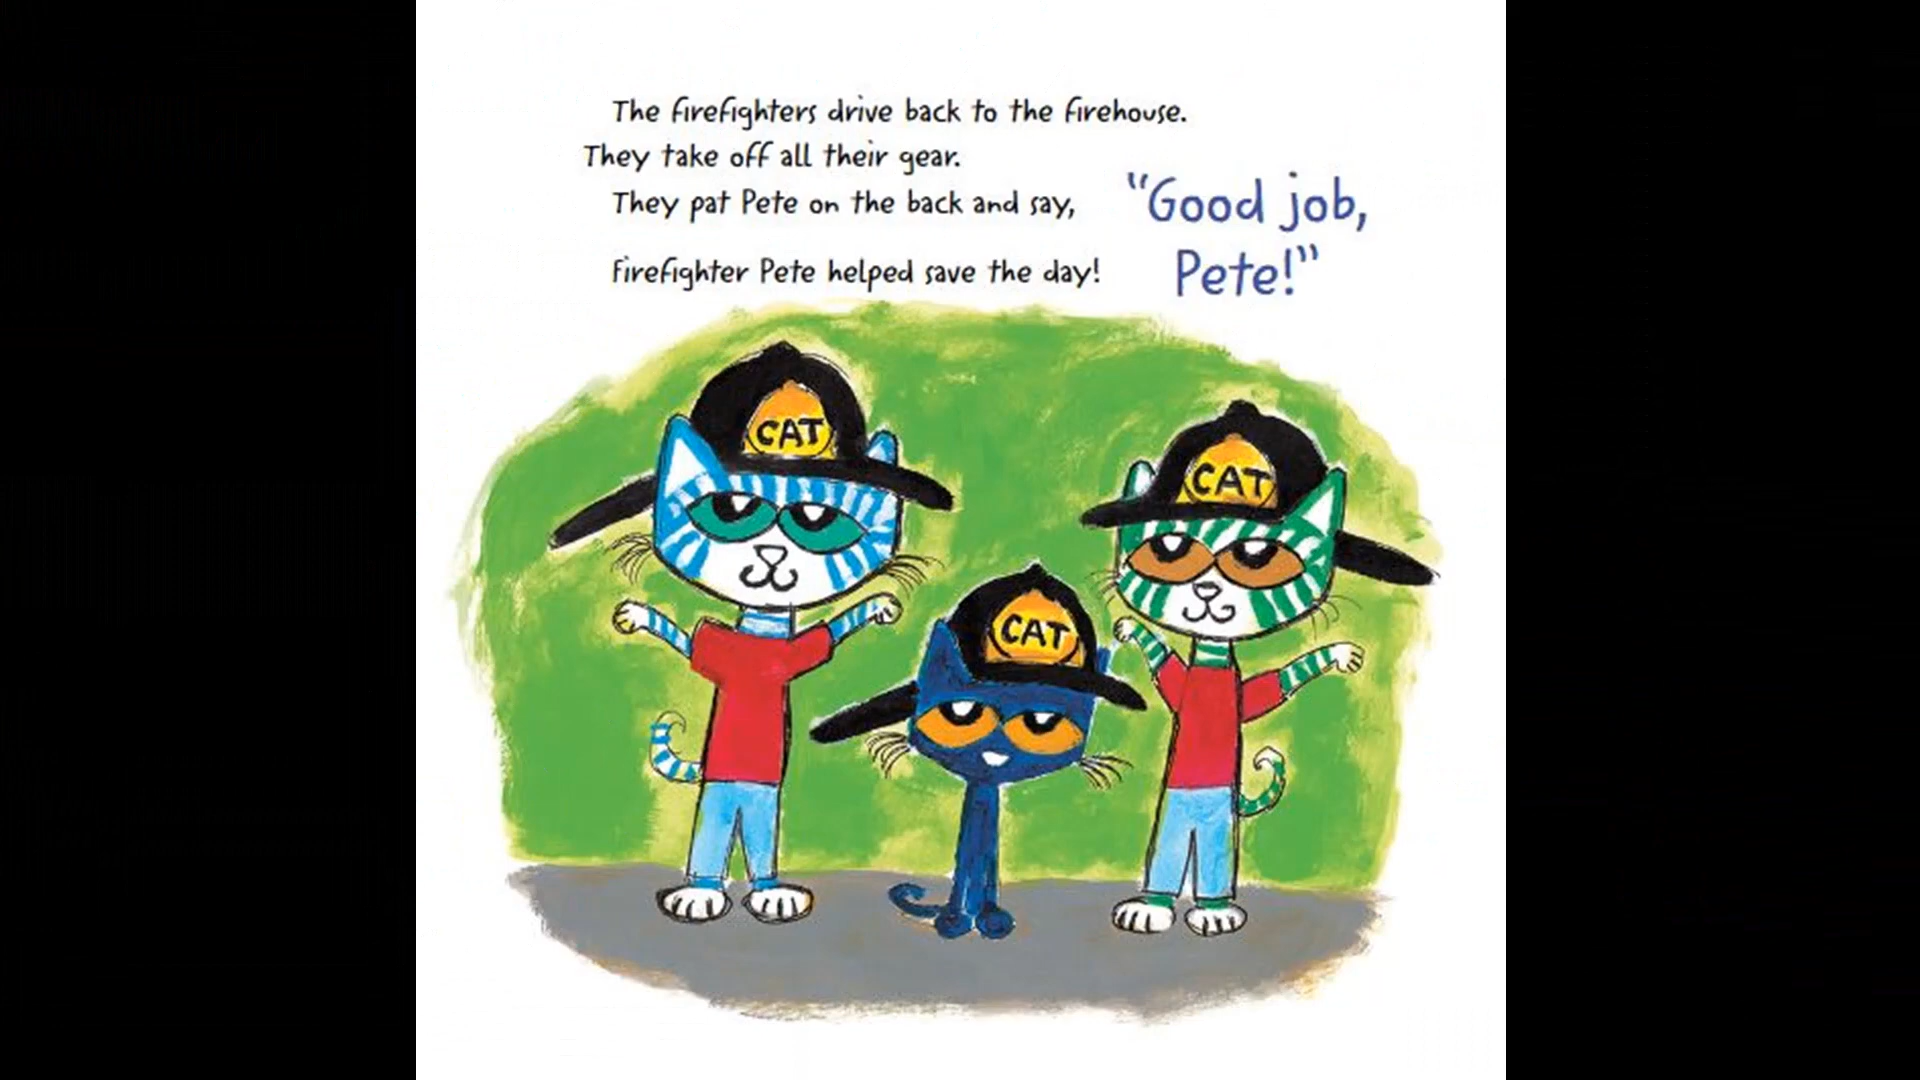 The firefighters drive back to the firehouse.
They take off all their gear.
They pat Pete on the back and say,
"Good job,
Pete!"
Firefighter Pete helped save the day!
CAT
CAT
CAT